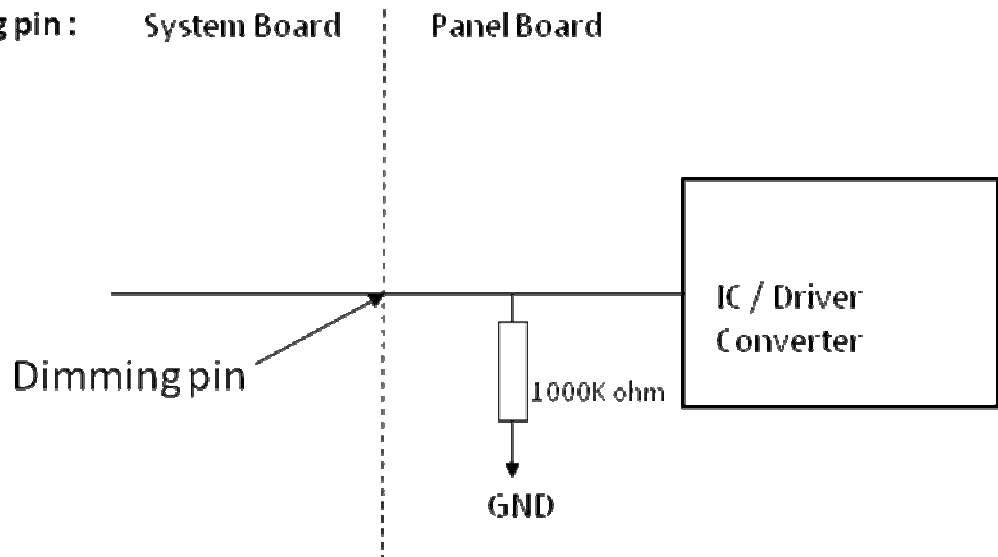 g pin :
System Board
Panel Board
IC / Driver
Converter
Dimming pin
1000K ohm
GND